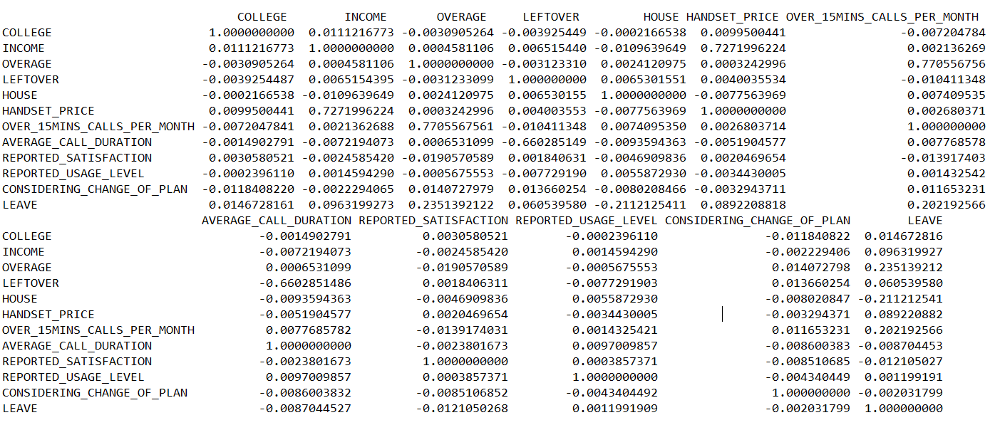 COLLEGE INCOME OVERAGE LEFTOVER HOUSE HANDSET_PRICE OVER_15MINS_CALLS_PER_MONTH
COLLEGE 1.0000000000 0.0111216773 -0.0030905264 -0.003925449 -0.0002166538 0.0099500441 -0.007204784
INCOME 0.0111216773 1.0000000000 0.0004581106 0.006515440 -0.0109639649 0.7271996224 0.002136269
OVERAGE -0.0030905264 0.0004581106 1.0000000000 -0.003123310 0.0024120975 0.0003242996 0.770556756
LEFTOVER -0.0039254487 0.0065154395 -0.0031233099 1.000000000 0.0065301551 0.0040035534 -0.010411348
HOUSE -0.0002166538 -0.0109639649 0.0024120975 0.006530155 1.0000000000 -0.0077563969 0.007409535
HANDSET_PRICE 0.0099500441 0.7271996224 0.0003242996 0.004003553 -0.0077563969 1.0000000000 0.002680371
OVER_15MINS_CALLS_PER_MONTH -0.0072047841 0.0021362688 0.7705567561 -0.010411348 0.0074095350 0.0026803714 1.000000000
AVERAGE_CALL_DURATION -0.0014902791 -0.0072194073 0.0006531099 -0.660285149 -0.0093594363 -0.0051904577 0.007768578
REPORTED_SATISFACTION 0.0030580521 -0.0024585420 -0.0190570589 0.001840631 -0.0046909836 0.0020469654 -0.013917403
REPORTED_USAGE_LEVEL -0.0002396110 0.0014594290 -0.0005675553 -0.007729190 0.0055872930 -0.0034430005 0.001432542
CONSIDERING_CHANGE_OF_PLAN -0.0118408220 -0.0022294065 0.0140727979 0.013660254 -0.0080208466 -0.0032943711 0.011653231
LEAVE 0.0146728161 0.0963199273 0.2351392122 0.060539580 -0.2112125411 0.0892208818 0.202192566
AVERAGE_CALL_DURATION REPORTED_SATISFACTION REPORTED_USAGE_LEVEL CONSIDERING_CHANGE_OF_PLAN LEAVE
COLLEGE -0.0014902791 0.0030580521 -0.0002396110 -0.011840822 0.014672816
INCOME -0.0072194073 -0.0024585420 0.0014594290 -0.002229406 0.096319927
OVERAGE 0.0006531099 -0.0190570589 -0.0005675553 0.014072798 0.235139212
LEFTOVER -0.6602851486 0.0018406311 -0.0077291903 0.013660254 0.060539580
HOUSE -0.0093594363 -0.0046909836 0.0055872930 -0.008020847 -0.211212541
HANDSET_PRICE -0.0051904577 0.0020469654 -0.0034430005 -0.003294371 0.089220882
OVER_15MINS_CALLS_PER_MONTH 0.0077685782 -0.0139174031 0.0014325421 0.011653231 0.202192566
AVERAGE_CALL_DURATION 1.0000000000 -0.0023801673 0.0097009857 -0.008600383 -0.008704453
REPORTED_SATISFACTION -0.0023801673 1.0000000000 0.0003857371 -0.008510685 -0.012105027
REPORTED_USAGE_LEVEL 0.0097009857 0.0003857371 1.0000000000 -0.004340449 0.001199191
CONSIDERING_CHANGE_OF_PLAN -0.0086003832 -0.0085106852 -0.0043404492 1.000000000 -0.002031799
LEAVE -0.0087044527 -0.0121050268 0.0011991909 -0.002031799 1.000000000